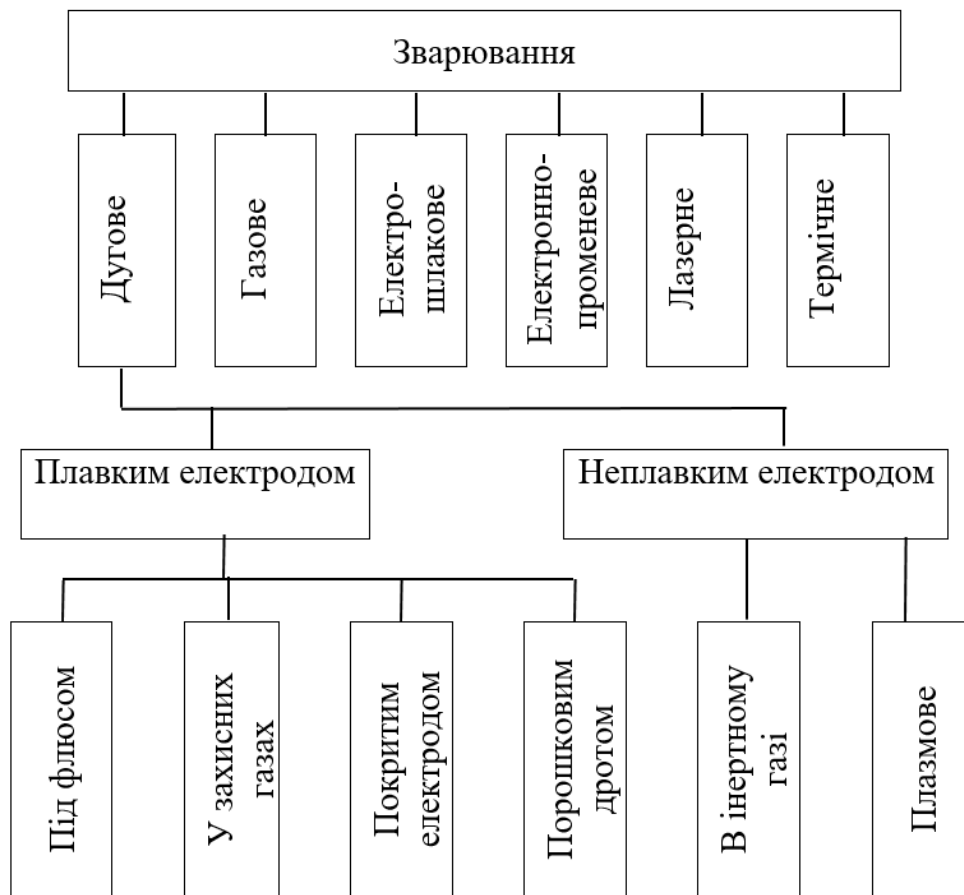 Зварювання
Дугове
Газове
Електро-
шлакове
Електронно-
променеве
Лазерне
Термічне
Плавким електродом
Неплавким електродом
Під флюсом
У захисних
газах
Покритим
електродом
Порошковим
дротом
В інертному
газі
Плазмове